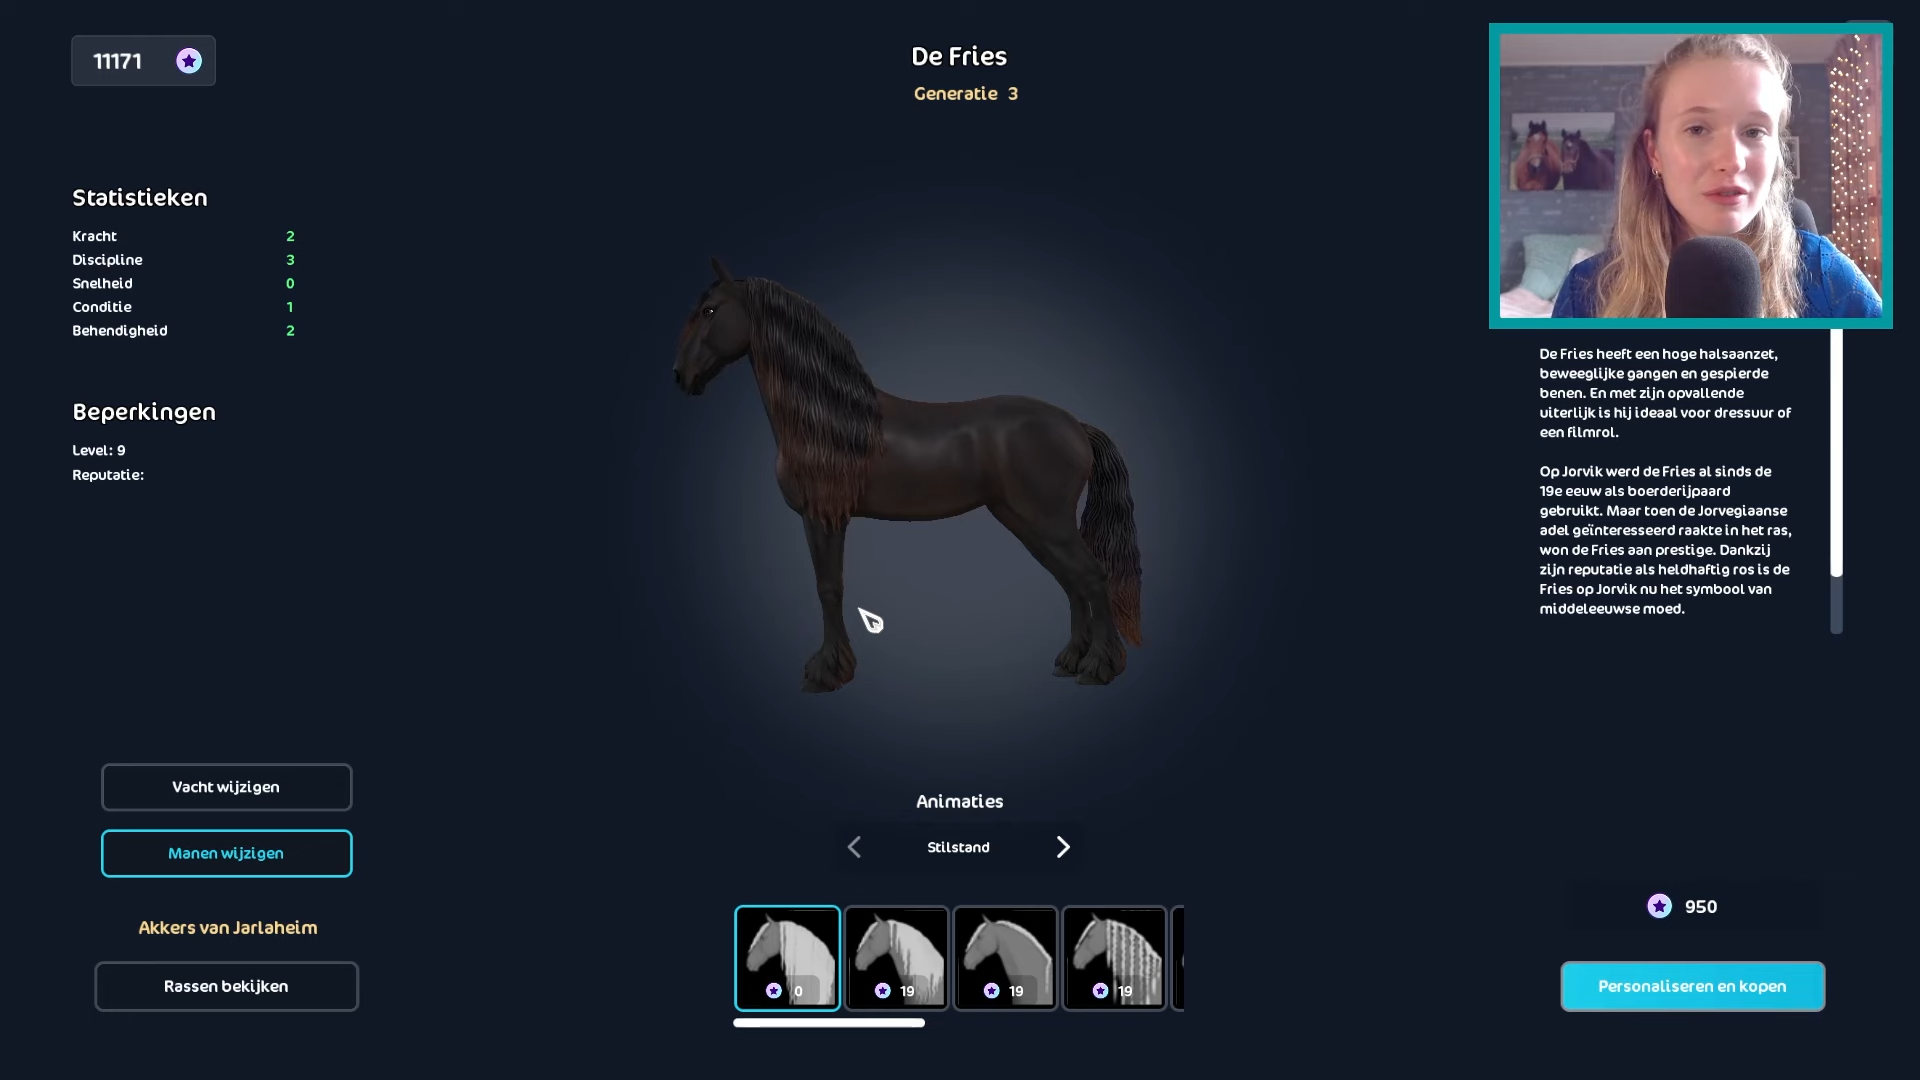 11171
De Fries
Generatie 3
Statistieken
Kracht 2
Discipline 3
Snelheid 0
Conditie 1
Behendigheid 2
Beperkingen
Level: 9
Reputatie:
De Fries heeft een hoge halsaanzet,
beweeglijke gangen en gespierde
benen. En met zijn opvallende
uiterlijk is hij ideaal voor dressuur of
een filmrol.
Op Jorvik werd de Fries al sinds de
19e eeuw als boerderijpaard
gebruikt. Maar toen de Jorvegiaanse
adel geïnteresseerd raakte in het ras,
won de Fries aan prestige. Dankzij
zijn reputatie als heldhaftig ros is de
Fries op Jorvik nu het symbool van
middeleeuwse moed.
Vacht wijzigen
Manen wijzigen
Akkers van Jarlaheim
Rassen bekijken
Animaties
Stilstand
0
19
19
19
950
Personaliseren en kopen